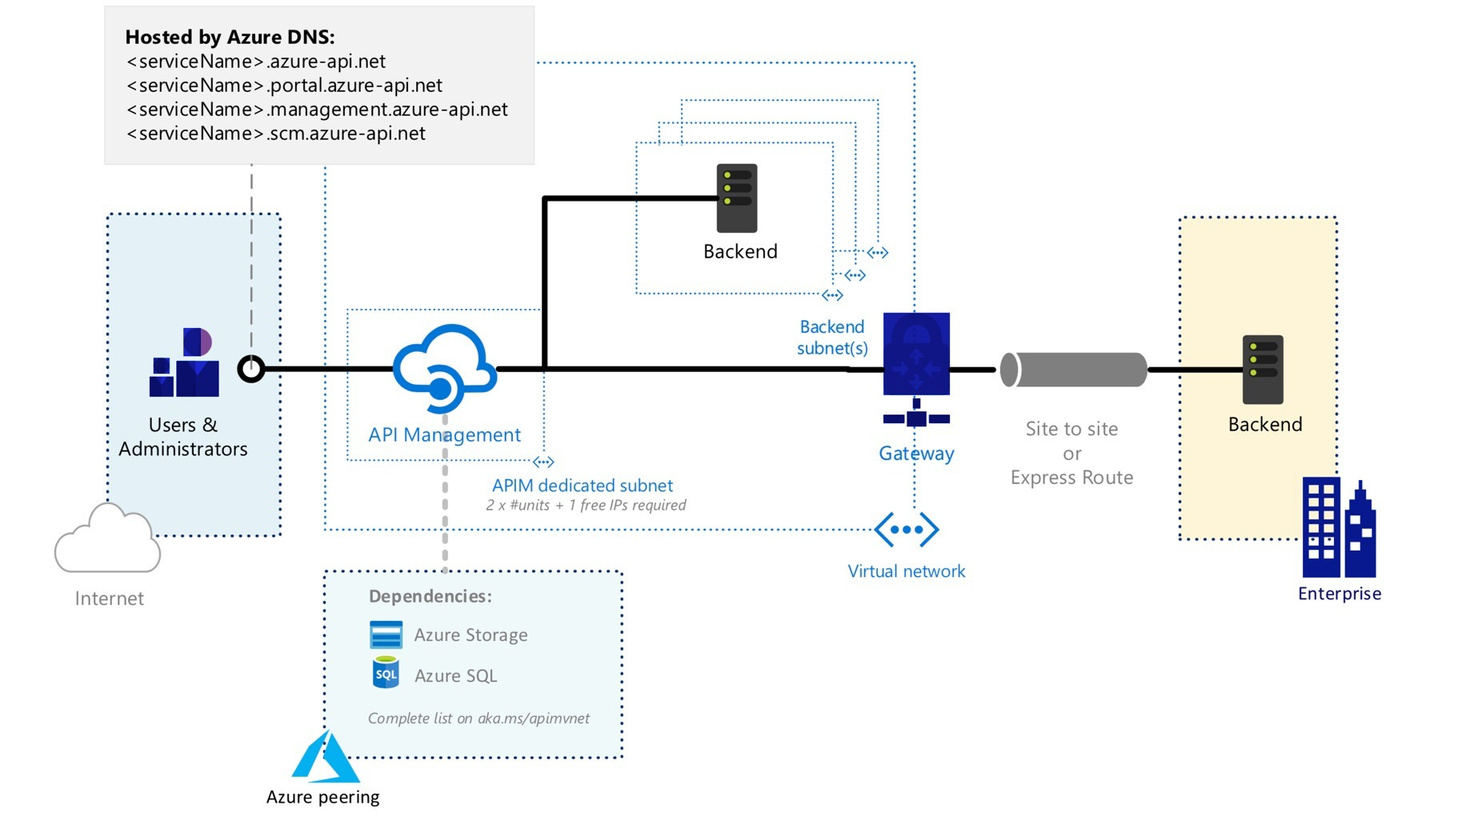 Hosted by Azure DNS:
<serviceName>.azure-api.net
<serviceName>.portal.azure-api.net
<serviceName>.management.azure-api.net
<serviceName>.scm.azure-api.net
Backend
Backend
subnet(s)
Users &
Administrators
API Management
APIM dedicated subnet
2 x #units + 1 free IPs required
Gateway
Site to site
or
Express Route
Backend
Virtual network
Internet
Enterprise
Dependencies:
Azure Storage
SQL
Azure SQL
Complete list on aka.ms/apimvnet
Azure peering